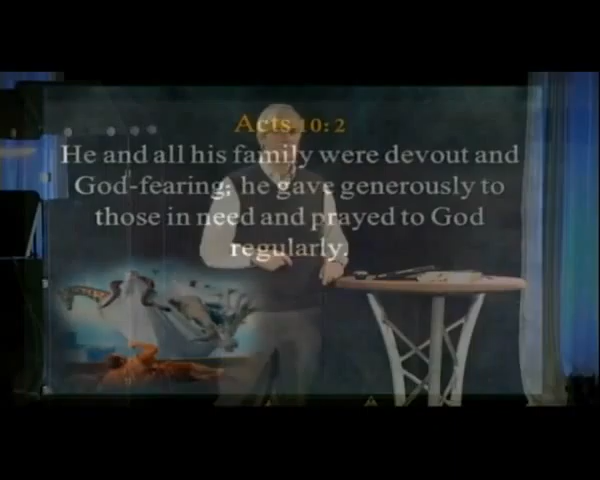 Acts 10: 2
He and all his family were devout and
God-fearing; he gave generously to
those in need and prayed to God
regularly.